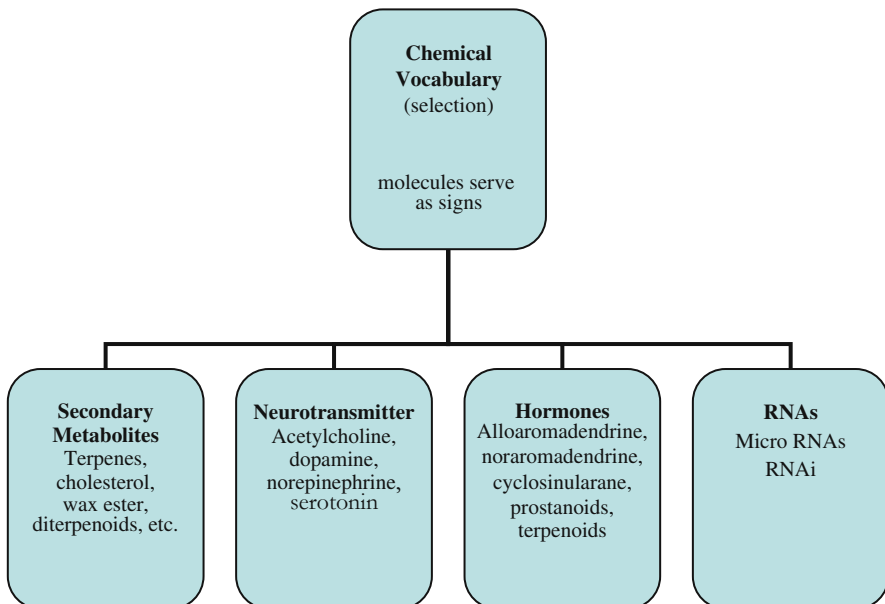 Chemical
Vocabulary
(selection)
molecules serve
as signs
Secondary
Metabolites
Terpenes,
cholesterol,
wax ester,
diterpenoids, etc.
Neurotransmitter
Acetylcholine,
dopamine,
norepinephrine,
serotonin
Hormones
Alloaromadendrine,
noraromadendrine,
cyclosinularane,
prostanoids,
terpenoids
RNAs
Micro RNAs
RNAi